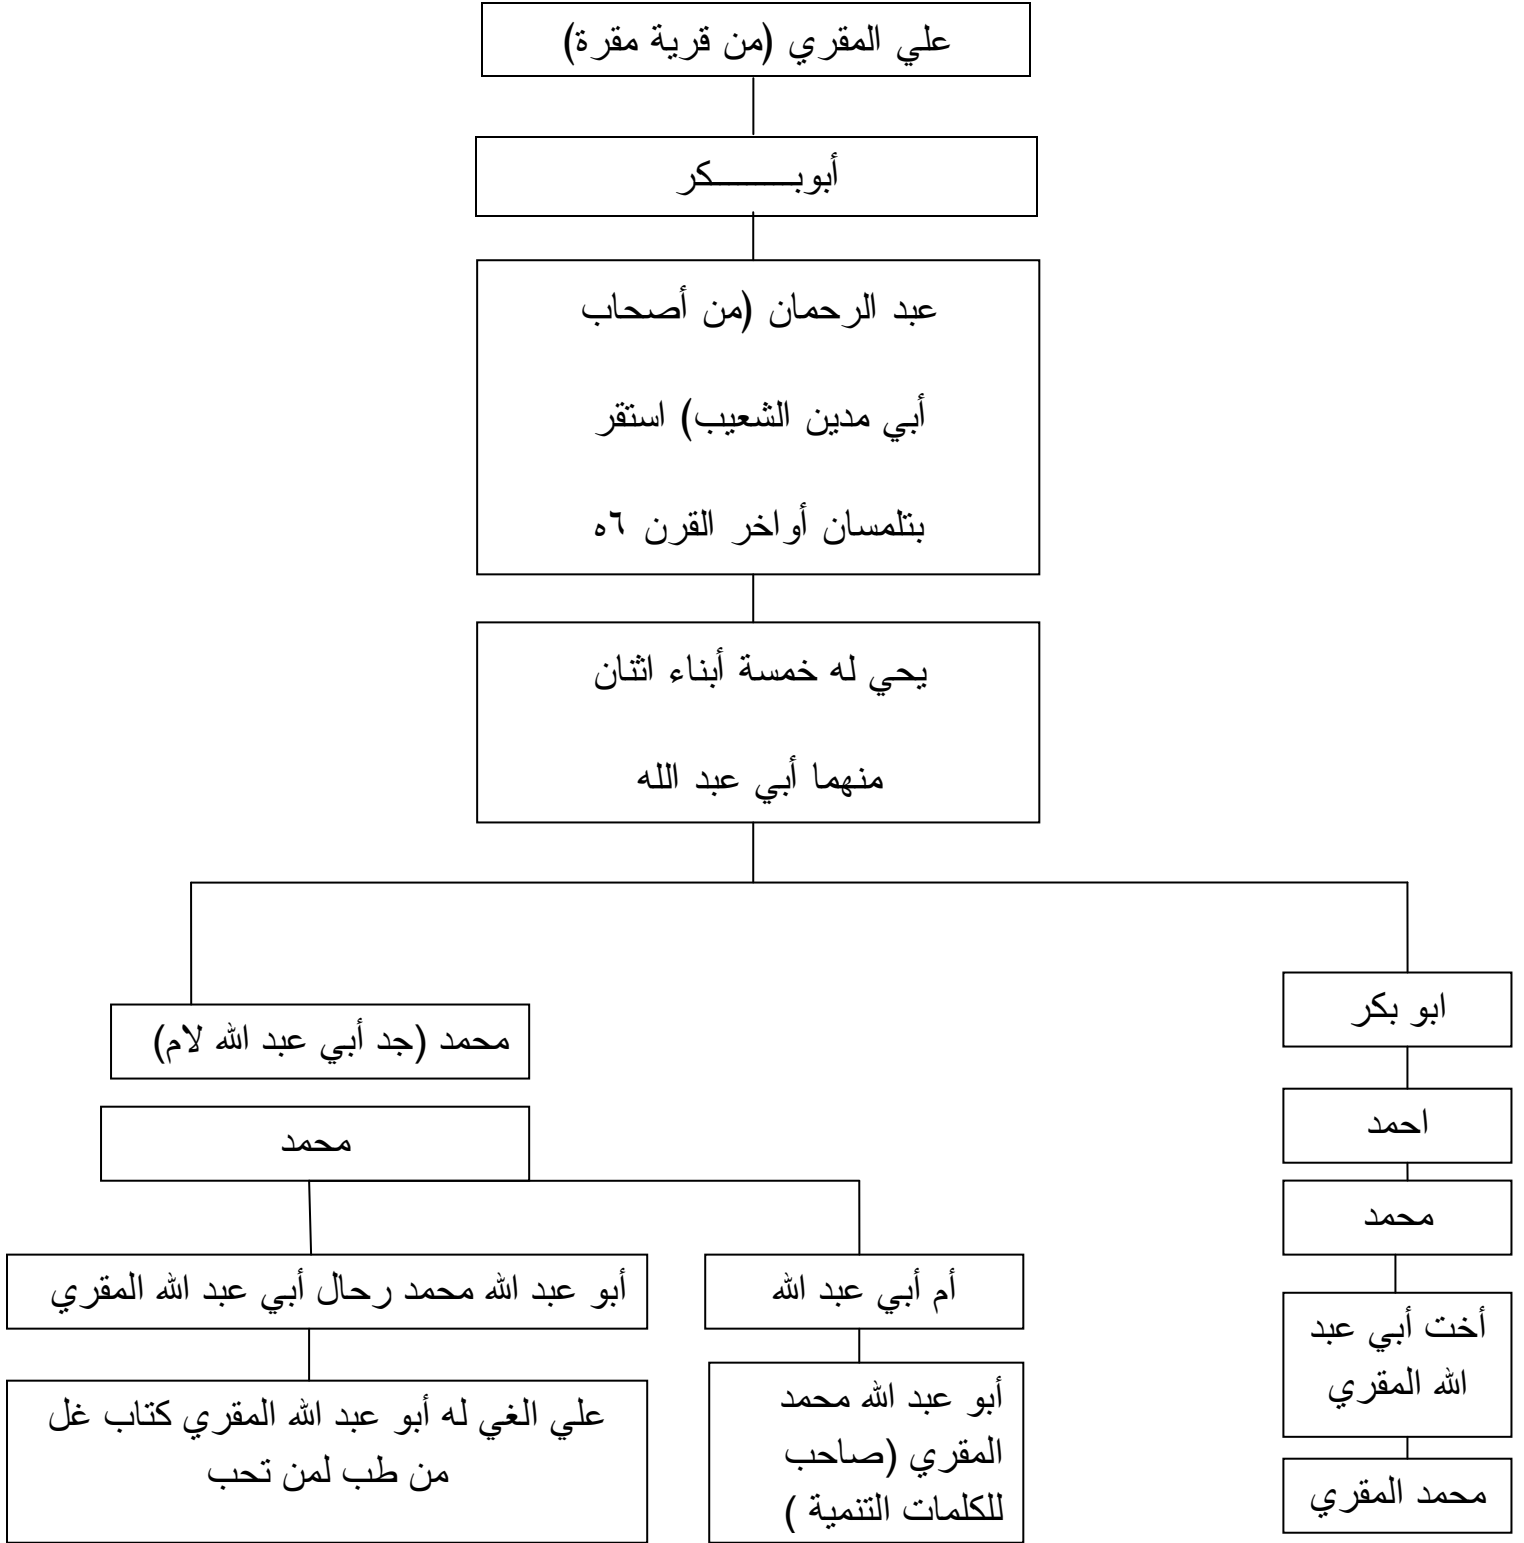 علي المقري (من قرية مقرة)
أبوبـــــــكر
عبد الرحمان (من أصحاب
أبي مدين الشعيب) استقر
بتلمسان أواخر القرن ٦ه
يحي له خمسة أبناء اثنان
منهما أبي عبد الله
ابو بكر
احمد
محمد
أخت أبي عبد
الله المقري
محمد المقري
محمد (جد أبي عبد الله لام)
محمد
أم أبي عبد الله
أبو عبد الله محمد
المقري (صاحب
للكلمات التنمية )
أبو عبد الله محمد رحال أبي عبد الله المقري
علي الغي له أبو عبد الله المقري كتاب غل
من طب لمن تحب